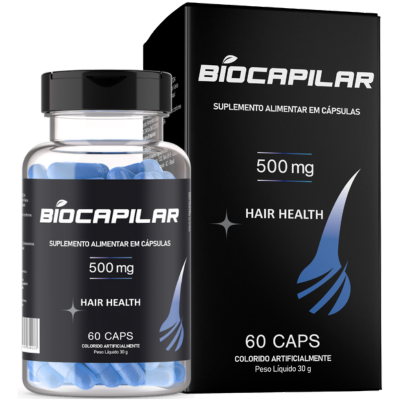 BIOCAPILAR
SUPLEMENTO ALIMENTAR EM CÁPSULAS
500 mg
HAIR HEALTH
60 CAPS
COLORIDO ARTIFICIALMENTE
Peso Líquido 30 g
BIOCAPILAR
SUPLEMENTO ALIMENTAR EM CÁPSULAS
500 mg
HAIR HEALTH
60 CAPS
COLORIDO ARTIFICIALMENTE
Peso Líquido 30 g